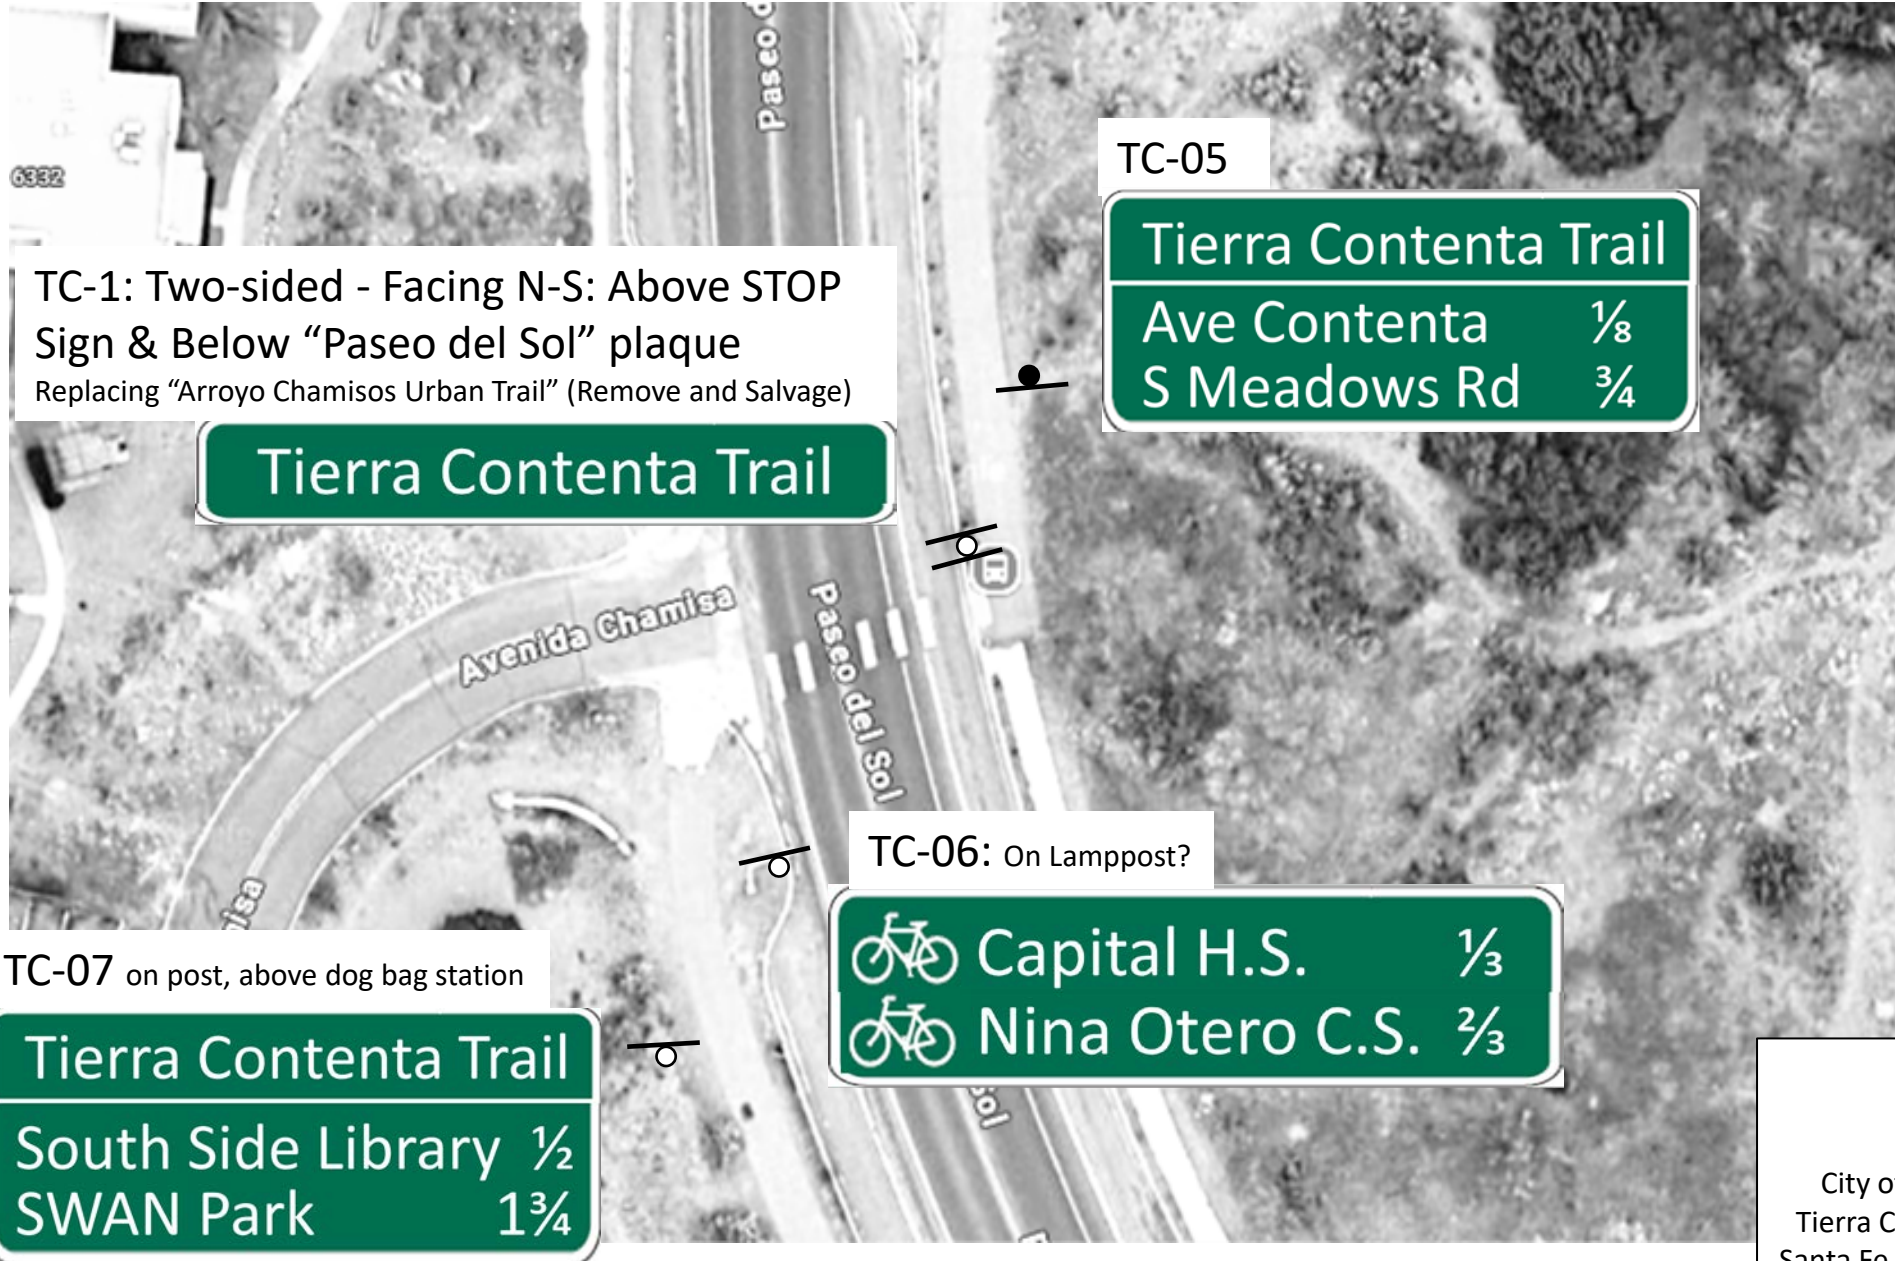 Paseo d
6332
TC-05
Tierra Contenta Trail
Ave Contenta ⅛
S Meadows Rd ¾
TC-1: Two-sided - Facing N-S: Above STOP
Sign & Below “Paseo del Sol” plaque
Replacing “Arroyo Chamisos Urban Trail” (Remove and Salvage)
Tierra Contenta Trail
Avenida Chamisa
Paseo del Sol
TC-06: On Lamppost?
Capital H.S. ⅓
Nina Otero C.S. ⅔
TC-07 on post, above dog bag station
Tierra Contenta Trail
South Side Library ½
SWAN Park 1¾
Sol
City o
Tierra C
Santa Fe